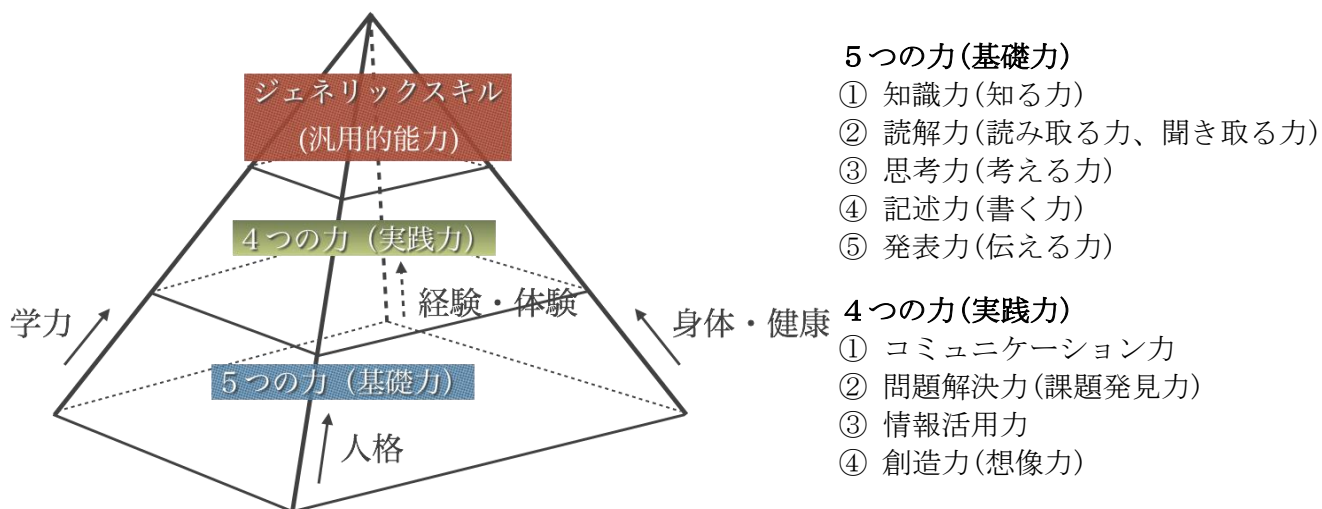 ジェネリックスキル
(汎用的能力)
４つの力（実践力）
経験・体験
学力
身体・健康
５つの力（基礎力）
人格
５つの力(基礎力)
① 知識力(知る力)
② 読解力(読み取る力、聞き取る力)
③ 思考力(考える力)
④ 記述力(書く力)
⑤ 発表力(伝える力)
４つの力(実践力)
① コミュニケーション力
② 問題解決力(課題発見力)
③ 情報活用力
④ 創造力(想像力)